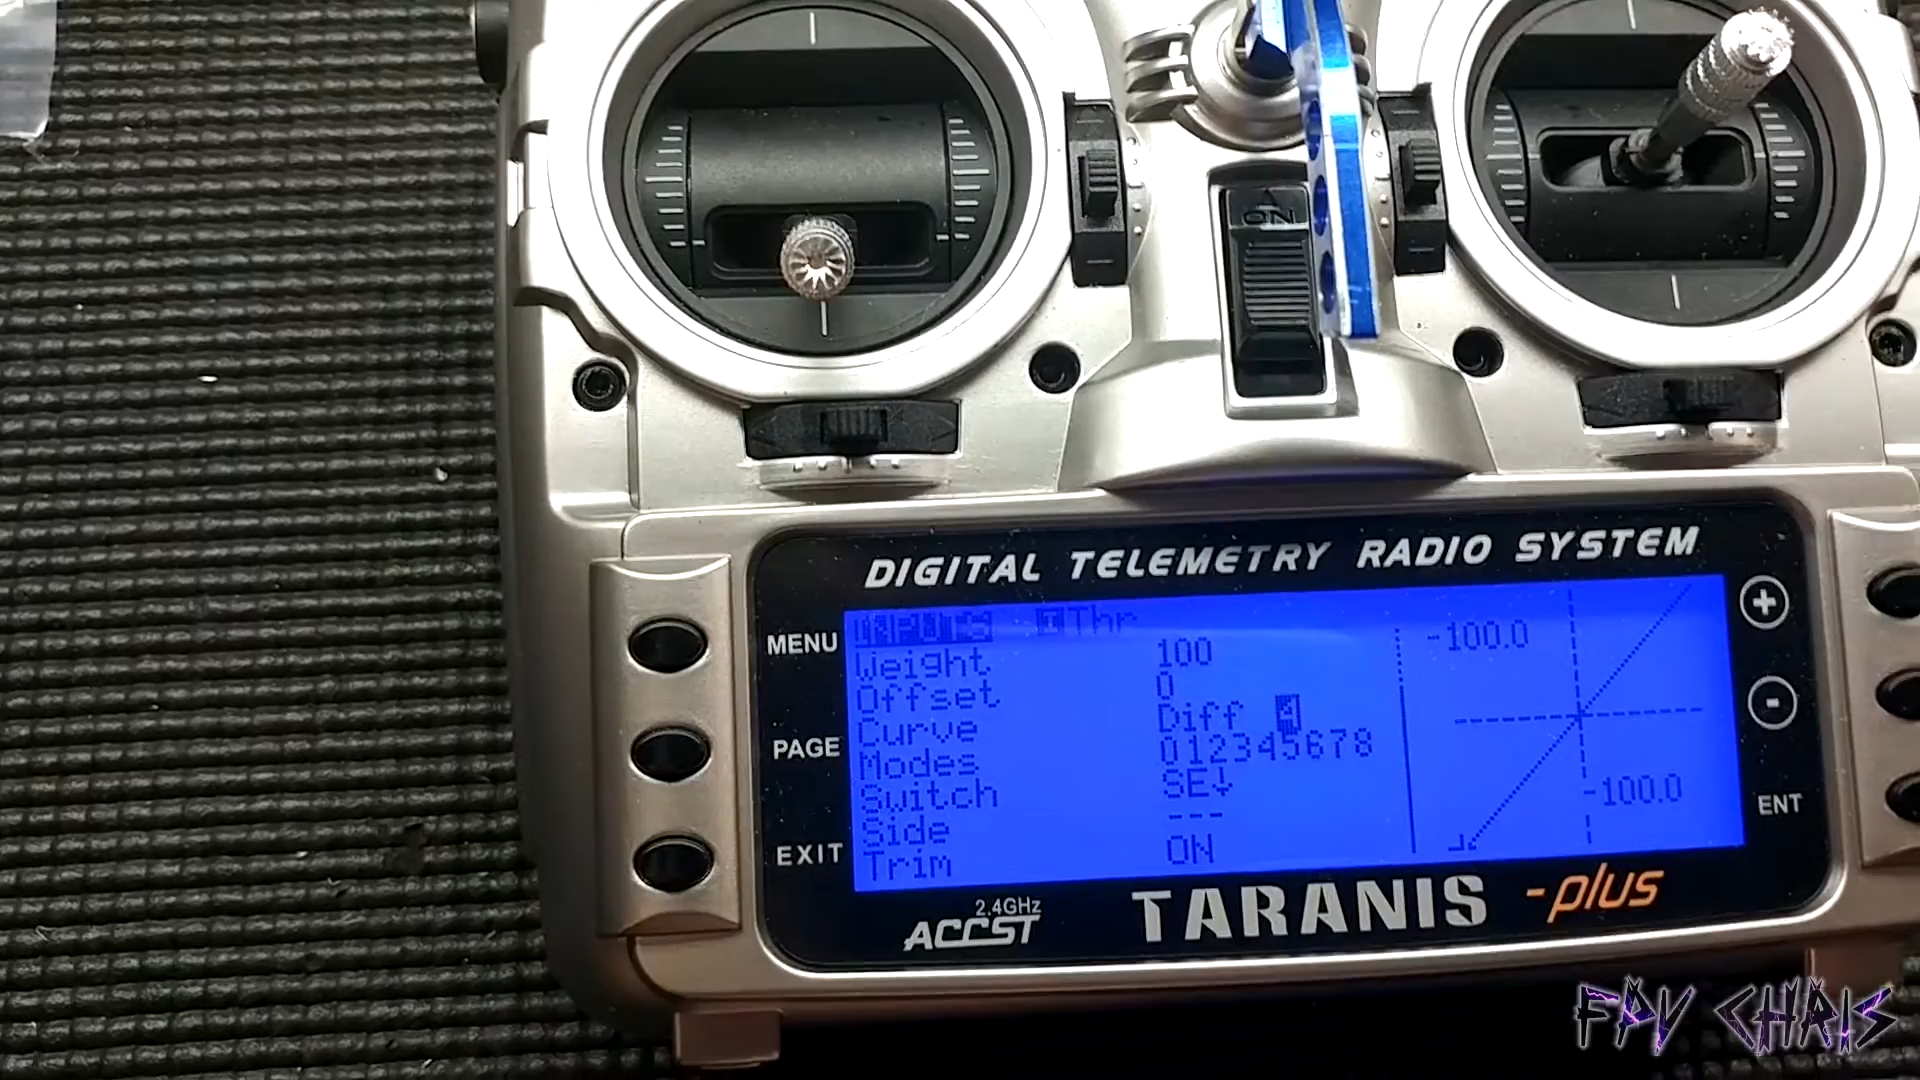 ON
DIGITAL TELEMETRY RADIO SYSTEM
MENU
PAGE
EXIT
INPUTS Thr
Weight 100
Offset 0
Curve Diff
Modes 012345678
Switch SE↓
Side ---
Trim ON
-100.0
-100.0
+
-
ENT
2.4GHz
ACCST
TARANIS -plus
FPV CHRIS